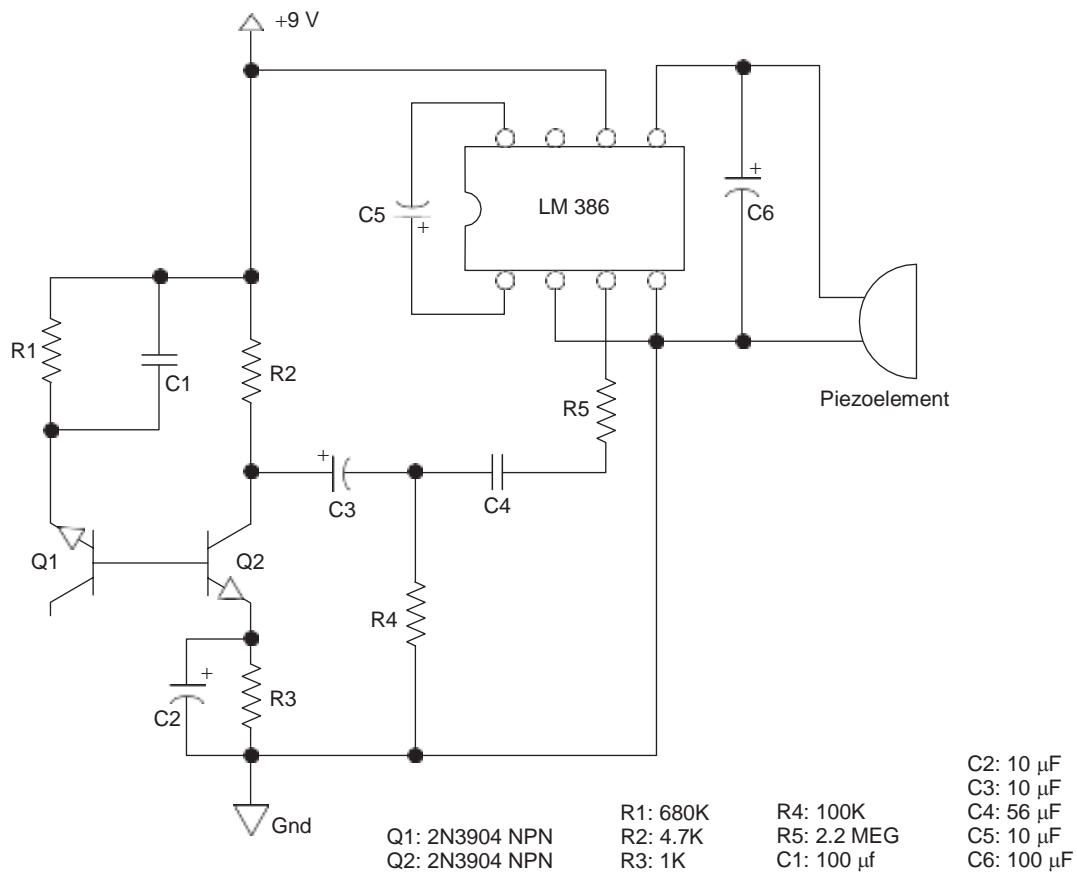 +9 V
LM 386
C5
+
+
C6
R1
C1
R2
R5
Piezoelement
+
C3
C4
Q1
Q2
R4
+
C2
R3
Gnd
Q1: 2N3904 NPN
Q2: 2N3904 NPN
R1: 680K
R2: 4.7K
R3: 1K
R4: 100K
R5: 2.2 MEG
C1: 100 μf
C2: 10 μF
C3: 10 μF
C4: 56 μF
C5: 10 μF
C6: 100 μF